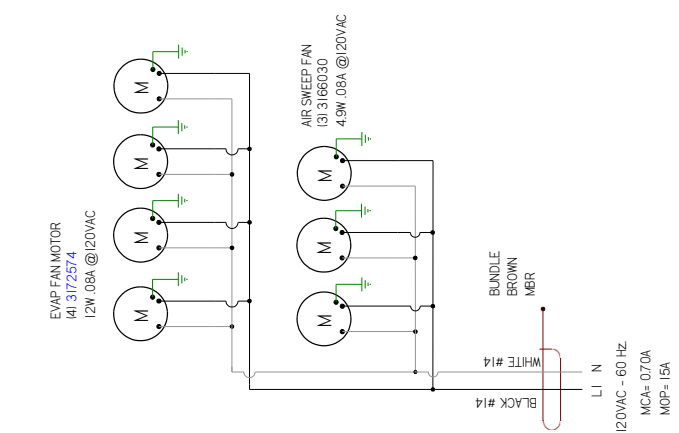 EVAP FAN MOTOR
(4) 3172574
12W .08A @120VAC
M
M
M
M
AIR SWEEP FAN
(3) 3166030
4.9W .08A @120VAC
M
M
M
BUNDLE
BROWN
MBR
WHITE #14
BLACK #14
L1 N
120VAC - 60 HZ
MCA= 0.70A
MOP= 15A